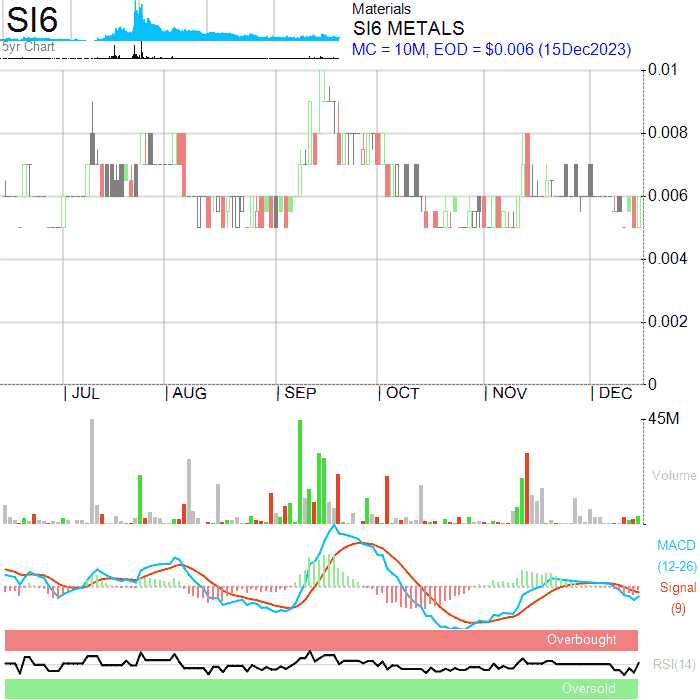 SI6
5yr Chart
Materials
SI6 METALS
MC = 10M, EOD = $0.006 (15Dec2023)
0.01
0.008
0.006
0.004
0.002
0
JUL AUG SEP OCT NOV DEC
45M
Volume
MACD
(12-26)
Signal
(9)
Overbought
RSI(14)
Oversold